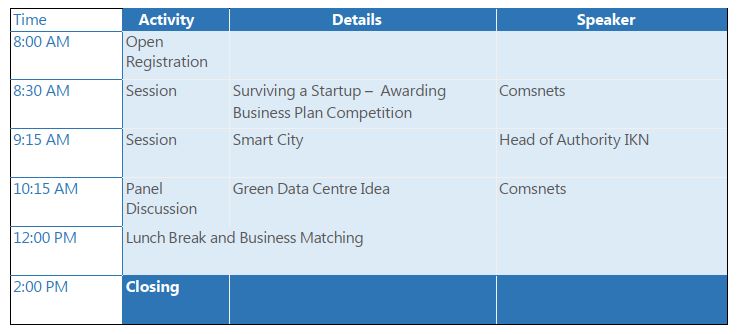 Time Activity Details Speaker
8:00 AM Open
Registration
8:30 AM Session Surviving a Startup – Awarding Comsnets
Business Plan Competition
9:15 AM Session Smart City Head of Authority IKN
10:15 AM Panel Green Data Centre Idea Comsnets
Discussion
12:00 PM Lunch Break and Business Matching
2:00 PM Closing